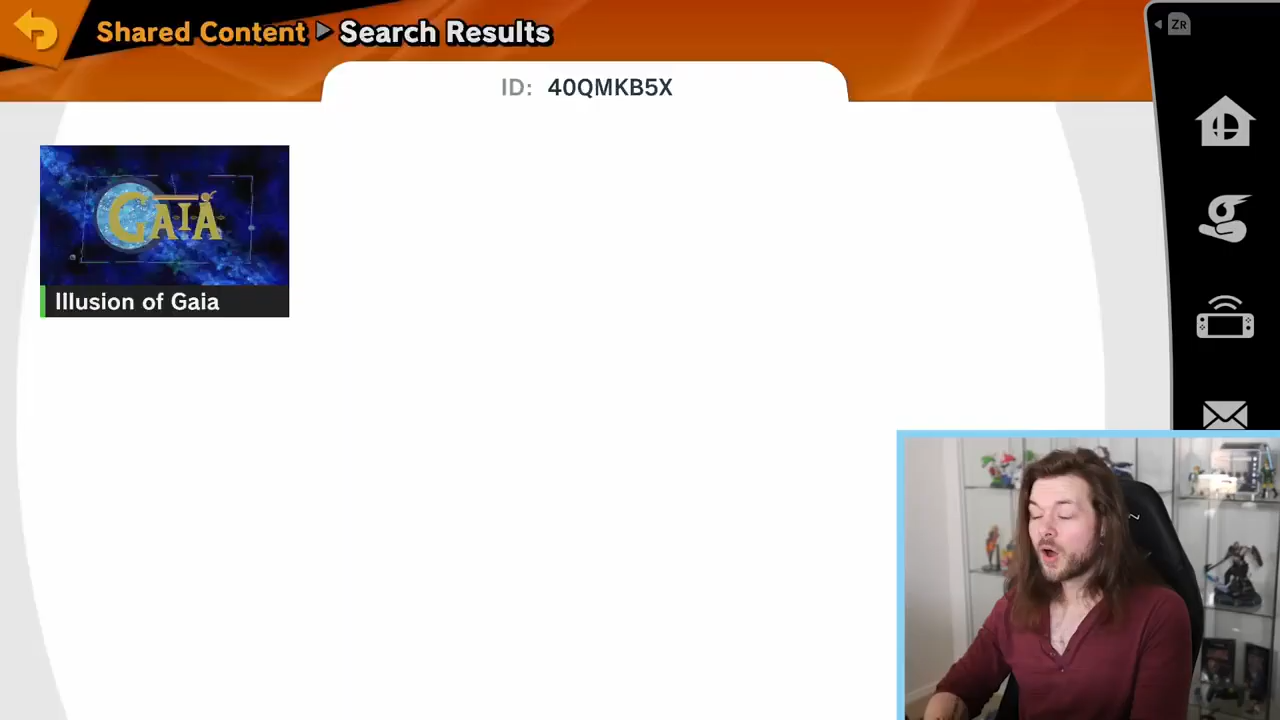 Shared Content ▶ Search Results
ZR
ID: 40QMKB5X
GAIA
Illusion of Gaia